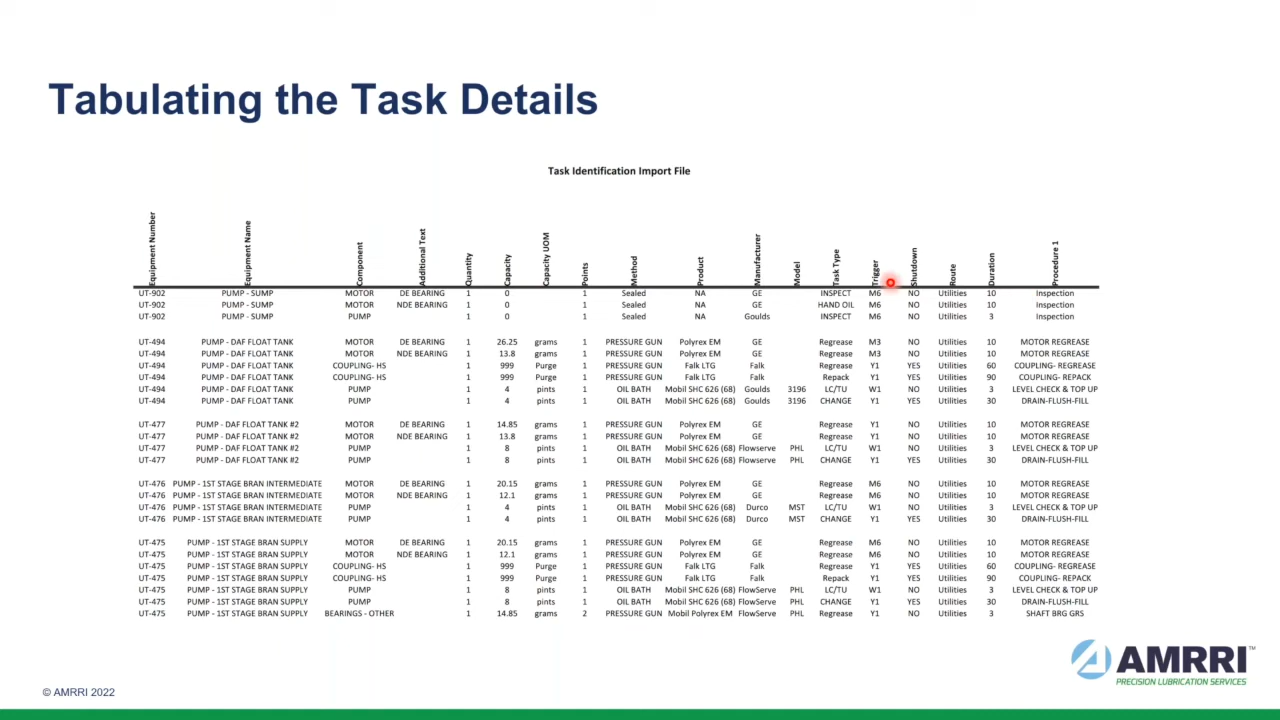 Tabulating the Task Details
Task Identification Import File
Equipment Number Equipment Name Component Additional Text Quantity Capacity Capacity UOM Points Method Product Manufacturer Model Task Type Trigger Shutdown Route Duration Procedure 1
UT-902 PUMP - SUMP MOTOR DE BEARING 1 0 1 Sealed NA GE INSPECT M6 NO Utilities 10 Inspection
UT-902 PUMP - SUMP MOTOR NDE BEARING 1 0 1 Sealed NA GE HAND OIL M6 NO Utilities 10 Inspection
UT-902 PUMP - SUMP PUMP 1 0 1 Sealed NA Goulds INSPECT M6 NO Utilities 3 Inspection
UT-494 PUMP - DAF FLOAT TANK MOTOR DE BEARING 1 26.25 grams 1 PRESSURE GUN Polyrex EM GE Regrease M3 NO Utilities 10 MOTOR REGREASE
UT-494 PUMP - DAF FLOAT TANK MOTOR NDE BEARING 1 13.8 grams 1 PRESSURE GUN Polyrex EM GE Regrease M3 NO Utilities 10 MOTOR REGREASE
UT-494 PUMP - DAF FLOAT TANK COUPLING- HS 1 999 Purge 1 PRESSURE GUN Falk LTG Falk Regrease Y1 YES Utilities 60 COUPLING- REGREASE
UT-494 PUMP - DAF FLOAT TANK COUPLING- HS 1 999 Purge 1 PRESSURE GUN Falk LTG Falk Repack Y1 YES Utilities 90 COUPLING- REPACK
UT-494 PUMP - DAF FLOAT TANK PUMP 1 4 pints 1 OIL BATH Mobil SHC 626 (68) Goulds 3196 LC/TU W1 NO Utilities 3 LEVEL CHECK & TOP UP
UT-494 PUMP - DAF FLOAT TANK PUMP 1 4 pints 1 OIL BATH Mobil SHC 626 (68) Goulds 3196 CHANGE Y1 YES Utilities 30 DRAIN-FLUSH-FILL
UT-477 PUMP - DAF FLOAT TANK #2 MOTOR DE BEARING 1 14.85 grams 1 PRESSURE GUN Polyrex EM GE Regrease Y1 NO Utilities 10 MOTOR REGREASE
UT-477 PUMP - DAF FLOAT TANK #2 MOTOR NDE BEARING 1 13.8 grams 1 PRESSURE GUN Polyrex EM GE Regrease Y1 NO Utilities 10 MOTOR REGREASE
UT-477 PUMP - DAF FLOAT TANK #2 PUMP 1 8 pints 1 OIL BATH Mobil SHC 626 (68) Flowserve PHL LC/TU W1 NO Utilities 3 LEVEL CHECK & TOP UP
UT-477 PUMP - DAF FLOAT TANK #2 PUMP 1 8 pints 1 OIL BATH Mobil SHC 626 (68) Flowserve PHL CHANGE Y1 YES Utilities 30 DRAIN-FLUSH-FILL
UT-476 PUMP - 1ST STAGE BRAN INTERMEDIATE MOTOR DE BEARING 1 20.15 grams 1 PRESSURE GUN Polyrex EM GE Regrease M6 NO Utilities 10 MOTOR REGREASE
UT-476 PUMP - 1ST STAGE BRAN INTERMEDIATE MOTOR NDE BEARING 1 12.1 grams 1 PRESSURE GUN Polyrex EM GE Regrease M6 NO Utilities 10 MOTOR REGREASE
UT-476 PUMP - 1ST STAGE BRAN INTERMEDIATE PUMP 1 4 pints 1 OIL BATH Mobil SHC 626 (68) Durco MST LC/TU W1 NO Utilities 3 LEVEL CHECK & TOP UP
UT-476 PUMP - 1ST STAGE BRAN INTERMEDIATE PUMP 1 4 pints 1 OIL BATH Mobil SHC 626 (68) Durco MST CHANGE Y1 YES Utilities 30 DRAIN-FLUSH-FILL
UT-475 PUMP - 1ST STAGE BRAN SUPPLY MOTOR DE BEARING 1 20.15 grams 1 PRESSURE GUN Polyrex EM GE Regrease M6 NO Utilities 10 MOTOR REGREASE
UT-475 PUMP - 1ST STAGE BRAN SUPPLY MOTOR NDE BEARING 1 12.1 grams 1 PRESSURE GUN Polyrex EM GE Regrease M6 NO Utilities 10 MOTOR REGREASE
UT-475 PUMP - 1ST STAGE BRAN SUPPLY COUPLING- HS 1 999 Purge 1 PRESSURE GUN Falk LTG Falk Regrease Y1 YES Utilities 60 COUPLING- REGREASE
UT-475 PUMP - 1ST STAGE BRAN SUPPLY COUPLING- HS 1 999 Purge 1 PRESSURE GUN Falk LTG Falk Repack Y1 YES Utilities 90 COUPLING- REPACK
UT-475 PUMP - 1ST STAGE BRAN SUPPLY PUMP 1 8 pints 1 OIL BATH Mobil SHC 626 (68) FlowServe PHL LC/TU W1 NO Utilities 3 LEVEL CHECK & TOP UP
UT-475 PUMP - 1ST STAGE BRAN SUPPLY PUMP 1 8 pints 1 OIL BATH Mobil SHC 626 (68) FlowServe PHL CHANGE Y1 YES Utilities 30 DRAIN-FLUSH-FILL
UT-475 PUMP - 1ST STAGE BRAN SUPPLY BEARINGS - OTHER 1 14.85 grams 2 PRESSURE GUN Mobil Polyrex EM FlowServe PHL Regrease Y1 NO Utilities 3 SHAFT BRG GRS
AMRRI™
PRECISION LUBRICATION SERVICES
© AMRRI 2022